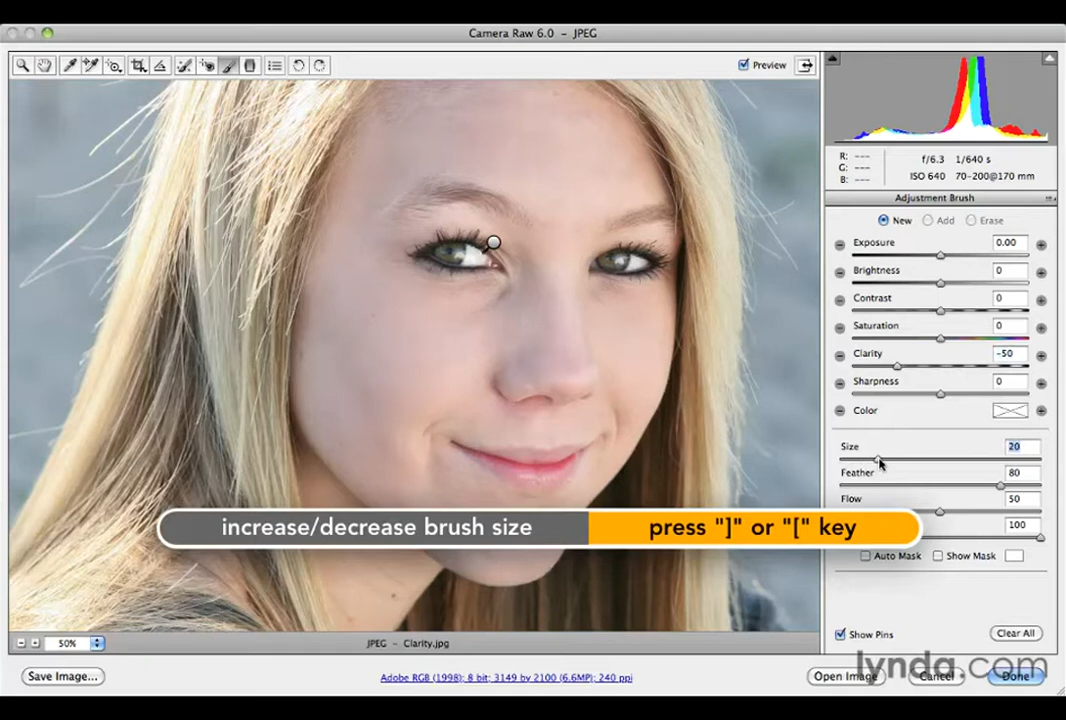 Camera Raw 6.0 – JPEG
Preview
R: ---
G: ---
B: ---
f/6.3 1/640 s
ISO 640 70-200@170 mm
Adjustment Brush
New Add Erase
Exposure 0.00
Brightness 0
Contrast 0
Saturation 0
Clarity -50
Sharpness 0
Color
Size 20
Feather 80
Flow 50
100
increase/decrease brush size press "]" or "[" key
Auto Mask Show Mask
Show Pins Clear All
50% JPEG – Clarity.jpg
lynda.com
Save Image... Adobe RGB (1998); 8 bit; 3149 by 2100 (6.6MP); 240 ppi Open Image Cancel Done